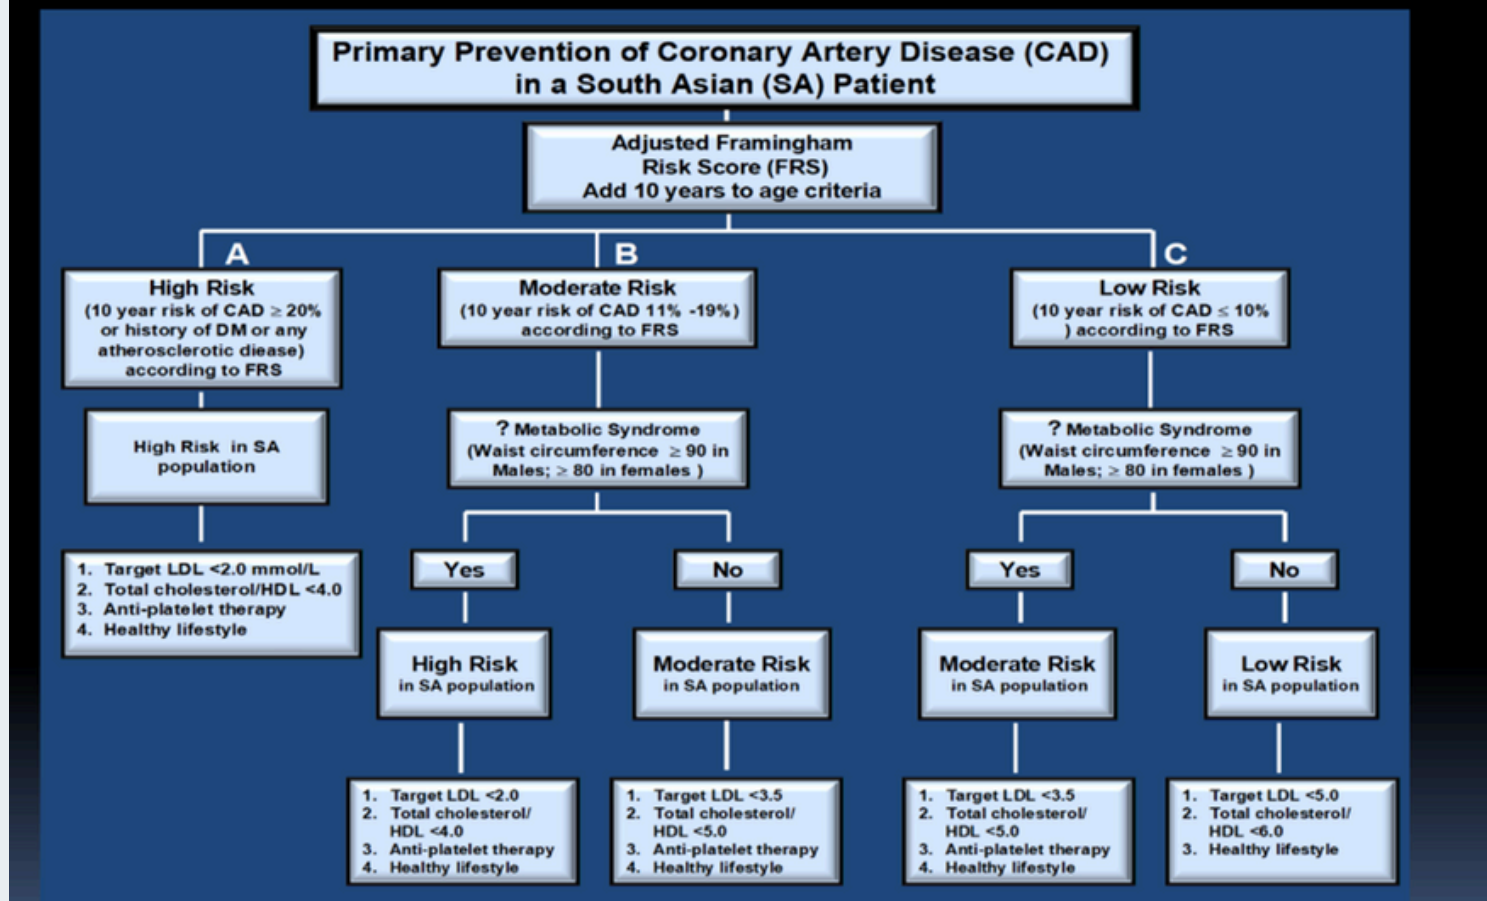 Primary Prevention of Coronary Artery Disease (CAD)
in a South Asian (SA) Patient
Adjusted Framingham
Risk Score (FRS)
Add 10 years to age criteria
A
High Risk
(10 year risk of CAD ≥ 20%
or history of DM or any
atherosclerotic diease)
according to FRS
High Risk in SA
population
1. Target LDL <2.0 mmol/L
2. Total cholesterol/HDL <4.0
3. Anti-platelet therapy
4. Healthy lifestyle
B
Moderate Risk
(10 year risk of CAD 11% -19%)
according to FRS
? Metabolic Syndrome
(Waist circumference ≥ 90 in
Males; ≥ 80 in females )
Yes
High Risk
in SA population
1. Target LDL <2.0
2. Total cholesterol/
HDL <4.0
3. Anti-platelet therapy
4. Healthy lifestyle
No
Moderate Risk
in SA population
1. Target LDL <3.5
2. Total cholesterol/
HDL <5.0
3. Anti-platelet therapy
4. Healthy lifestyle
C
Low Risk
(10 year risk of CAD ≤ 10%
) according to FRS
? Metabolic Syndrome
(Waist circumference ≥ 90 in
Males; ≥ 80 in females )
Yes
Moderate Risk
in SA population
1. Target LDL <3.5
2. Total cholesterol/
HDL <5.0
3. Anti-platelet therapy
4. Healthy lifestyle
No
Low Risk
in SA population
1. Target LDL <5.0
2. Total cholesterol/
HDL <6.0
3. Healthy lifestyle